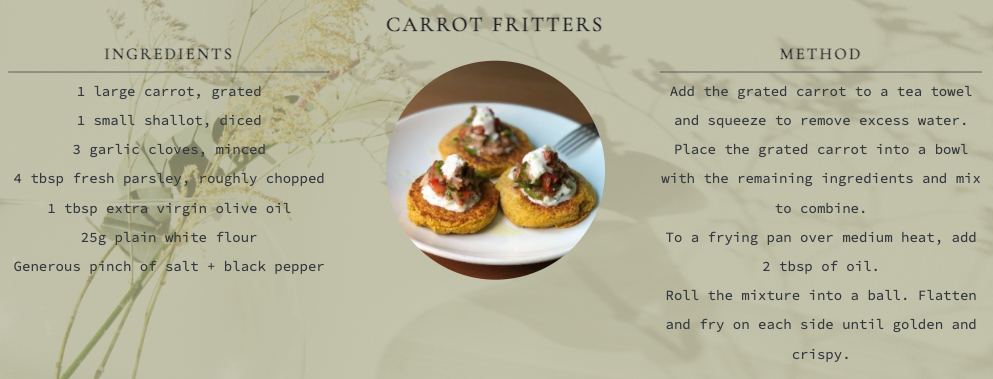 CARROT FRITTERS
INGREDIENTS
1 large carrot, grated
1 small shallot, diced
3 garlic cloves, minced
4 tbsp fresh parsley, roughly chopped
1 tbsp extra virgin olive oil
25g plain white flour
Generous pinch of salt + black pepper
METHOD
Add the grated carrot to a tea towel
and squeeze to remove excess water.
Place the grated carrot into a bowl
with the remaining ingredients and mix
to combine.
To a frying pan over medium heat, add
2 tbsp of oil.
Roll the mixture into a ball. Flatten
and fry on each side until golden and
crispy.